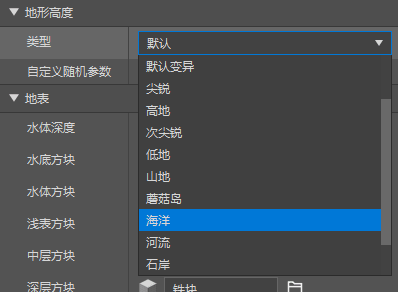 地形高度
类型
默认
自定义随机参数
默认变异
尖锐
高地
次尖锐
低地
山地
蘑菇岛
海洋
河流
石岸
地表
水体深度
水底方块
水体方块
浅表方块
中层方块
深层方块
铁块